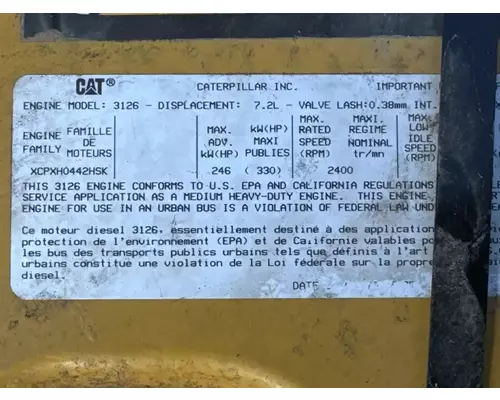 CAT®
CATERPILLAR INC.
IMPORTANT
ENGINE MODEL: 3126 - DISPLACEMENT: 7.2L - VALVE LASH:0.38mm INT.
ENGINE FAMILY
FAMILLE DE MOTEURS
MAX. ADV. kW(HP)
kW(HP) MAXI PUBLIES
MAX. RATED SPEED (RPM)
MAXI. REGIME NOMINAL tr/mn
MAX. LOW IDLE SPEED (RPM)
XCPXH0442HSK 246 (330) 2400
THIS 3126 ENGINE CONFORMS TO U.S. EPA AND CALIFORNIA REGULATIONS
SERVICE APPLICATION AS A MEDIUM HEAVY-DUTY ENGINE. THIS ENGINE
ENGINE FOR USE IN AN URBAN BUS IS A VIOLATION OF FEDERAL LAW UND
Ce moteur diesel 3126, essentiellement destiné à des application
protection de l'environnement (EPA) et de Californie valables po
les bus des transports publics urbains tels que définis à l'art
urbains constitue une violation de la Loi fédérale sur la propre
diesel.
DATE